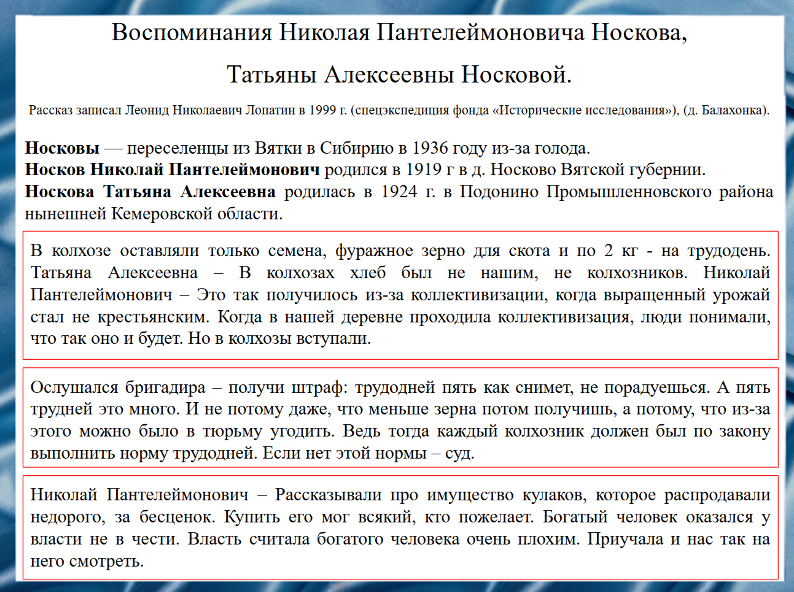 Воспоминания Николая Пантелеймоновича Носкова,
Татьяны Алексеевны Носковой.
Рассказ записал Леонид Николаевич Лопатин в 1999 г. (спецэкспедиция фонда «Исторические исследования»), (д. Балахонка).
Носковы — переселенцы из Вятки в Сибирию в 1936 году из-за голода.
Носков Николай Пантелеймонович родился в 1919 г в д. Носково Вятской губернии.
Носкова Татьяна Алексеевна родилась в 1924 г. в Подонино Промышленновского района
нынешней Кемеровской области.
В колхозе оставляли только семена, фуражное зерно для скота и по 2 кг - на трудодень.
Татьяна Алексеевна – В колхозах хлеб был не нашим, не колхозников. Николай
Пантелеймонович – Это так получилось из-за коллективизации, когда выращенный урожай
стал не крестьянским. Когда в нашей деревне проходила коллективизация, люди понимали,
что так оно и будет. Но в колхозы вступали.
Ослушался бригадира – получи штраф: трудодней пять как снимет, не порадуешься. А пять
трудней это много. И не потому даже, что меньше зерна потом получишь, а потому, что из-за
этого можно было в тюрьму угодить. Ведь тогда каждый колхозник должен был по закону
выполнить норму трудодней. Если нет этой нормы – суд.
Николай Пантелеймонович – Рассказывали про имущество кулаков, которое распродавали
недорого, за бесценок. Купить его мог всякий, кто пожелает. Богатый человек оказался у
власти не в чести. Власть считала богатого человека очень плохим. Приучала и нас так на
него смотреть.